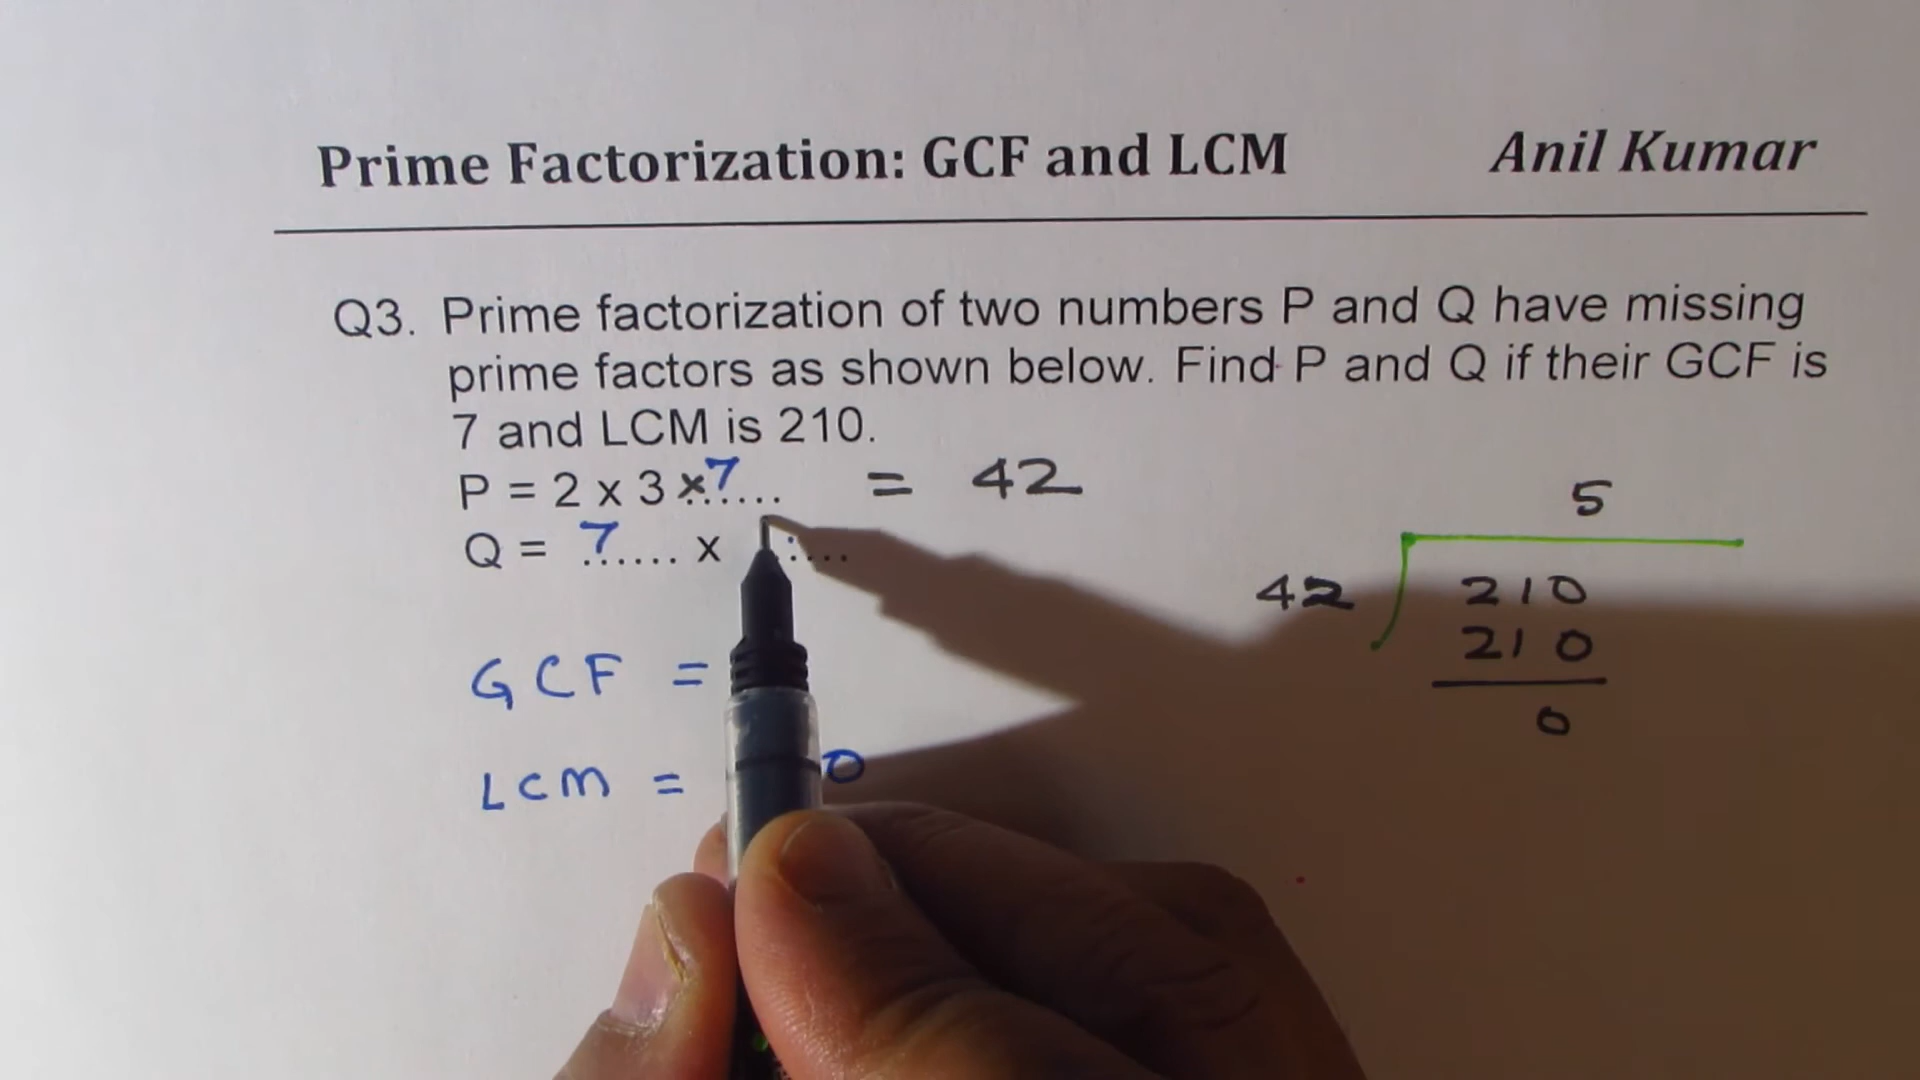 Prime Factorization: GCF and LCM Anil Kumar
Q3. Prime factorization of two numbers P and Q have missing
prime factors as shown below. Find P and Q if their GCF is
7 and LCM is 210.
P = 2 x 3 x 7...... = 42
Q = 7...... x ......
GCF =
LCM = 0
5
42 210
210
0